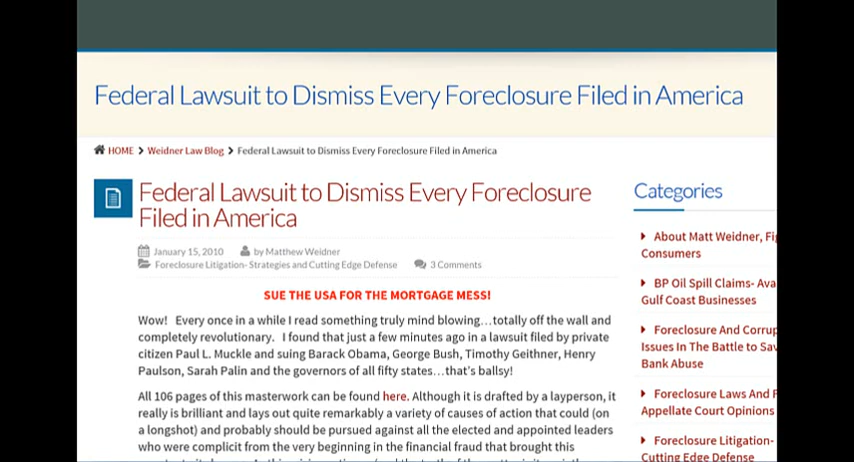 Federal Lawsuit to Dismiss Every Foreclosure Filed in America
HOME > Weidner Law Blog > Federal Lawsuit to Dismiss Every Foreclosure Filed in America
Federal Lawsuit to Dismiss Every Foreclosure
Filed in America
January 15, 2010 by Matthew Weidner
Foreclosure Litigation- Strategies and Cutting Edge Defense 3 Comments
SUE THE USA FOR THE MORTGAGE MESS!
Wow! Every once in a while I read something truly mind blowing…totally off the wall and
completely revolutionary. I found that just a few minutes ago in a lawsuit filed by private
citizen Paul L. Muckle and suing Barack Obama, George Bush, Timothy Geithner, Henry
Paulson, Sarah Palin and the governors of all fifty states…that's ballsy!
All 106 pages of this masterwork can be found here. Although it is drafted by a layperson, it
really is brilliant and lays out quite remarkably a variety of causes of action that could (on
a longshot) and probably should be pursued against all the elected and appointed leaders
who were complicit from the very beginning in the financial fraud that brought this
Categories
About Matt Weidner, Fig
Consumers
BP Oil Spill Claims- Ava
Gulf Coast Businesses
Foreclosure And Corrup
Issues In The Battle to Sav
Bank Abuse
Foreclosure Laws And F
Appellate Court Opinions
Foreclosure Litigation-
Cutting Edge Defense